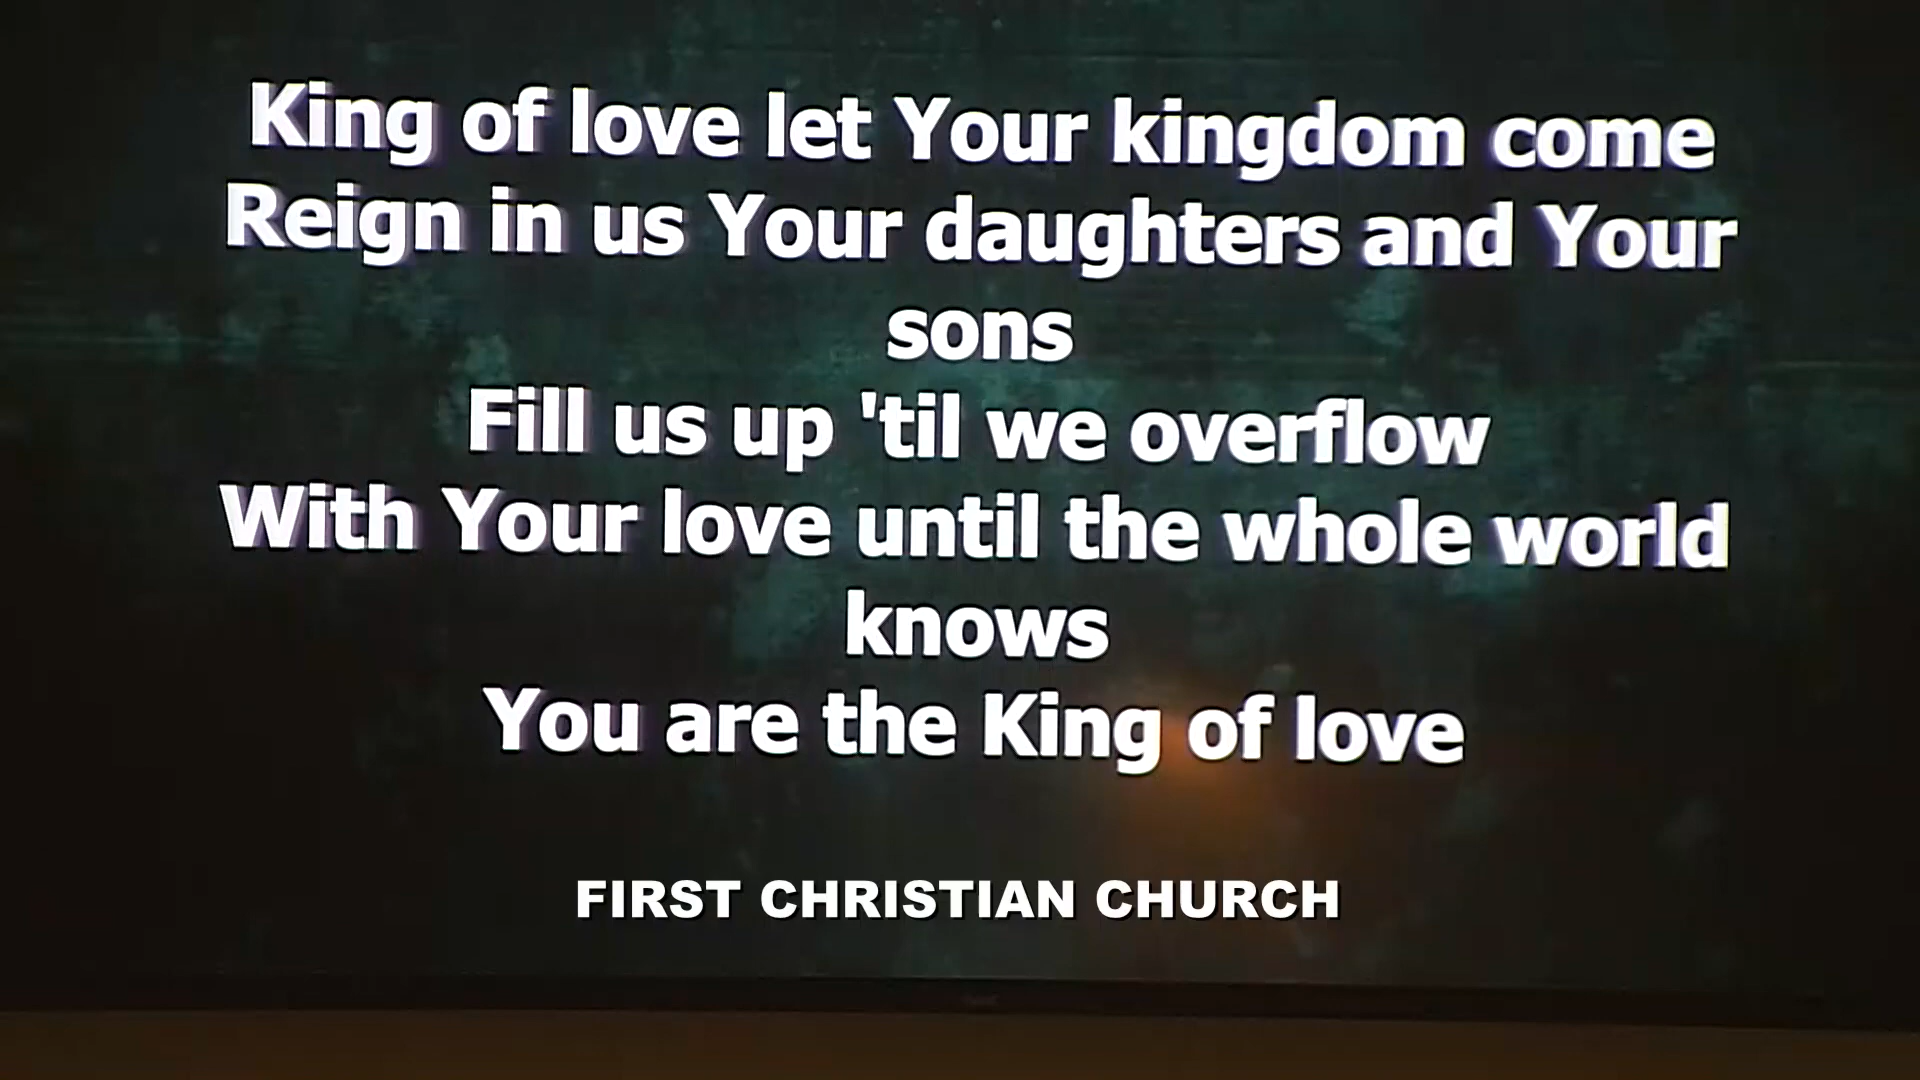 King of love let Your kingdom come
Reign in us Your daughters and Your
sons
Fill us up 'til we overflow
With Your love until the whole world
knows
You are the King of love
FIRST CHRISTIAN CHURCH